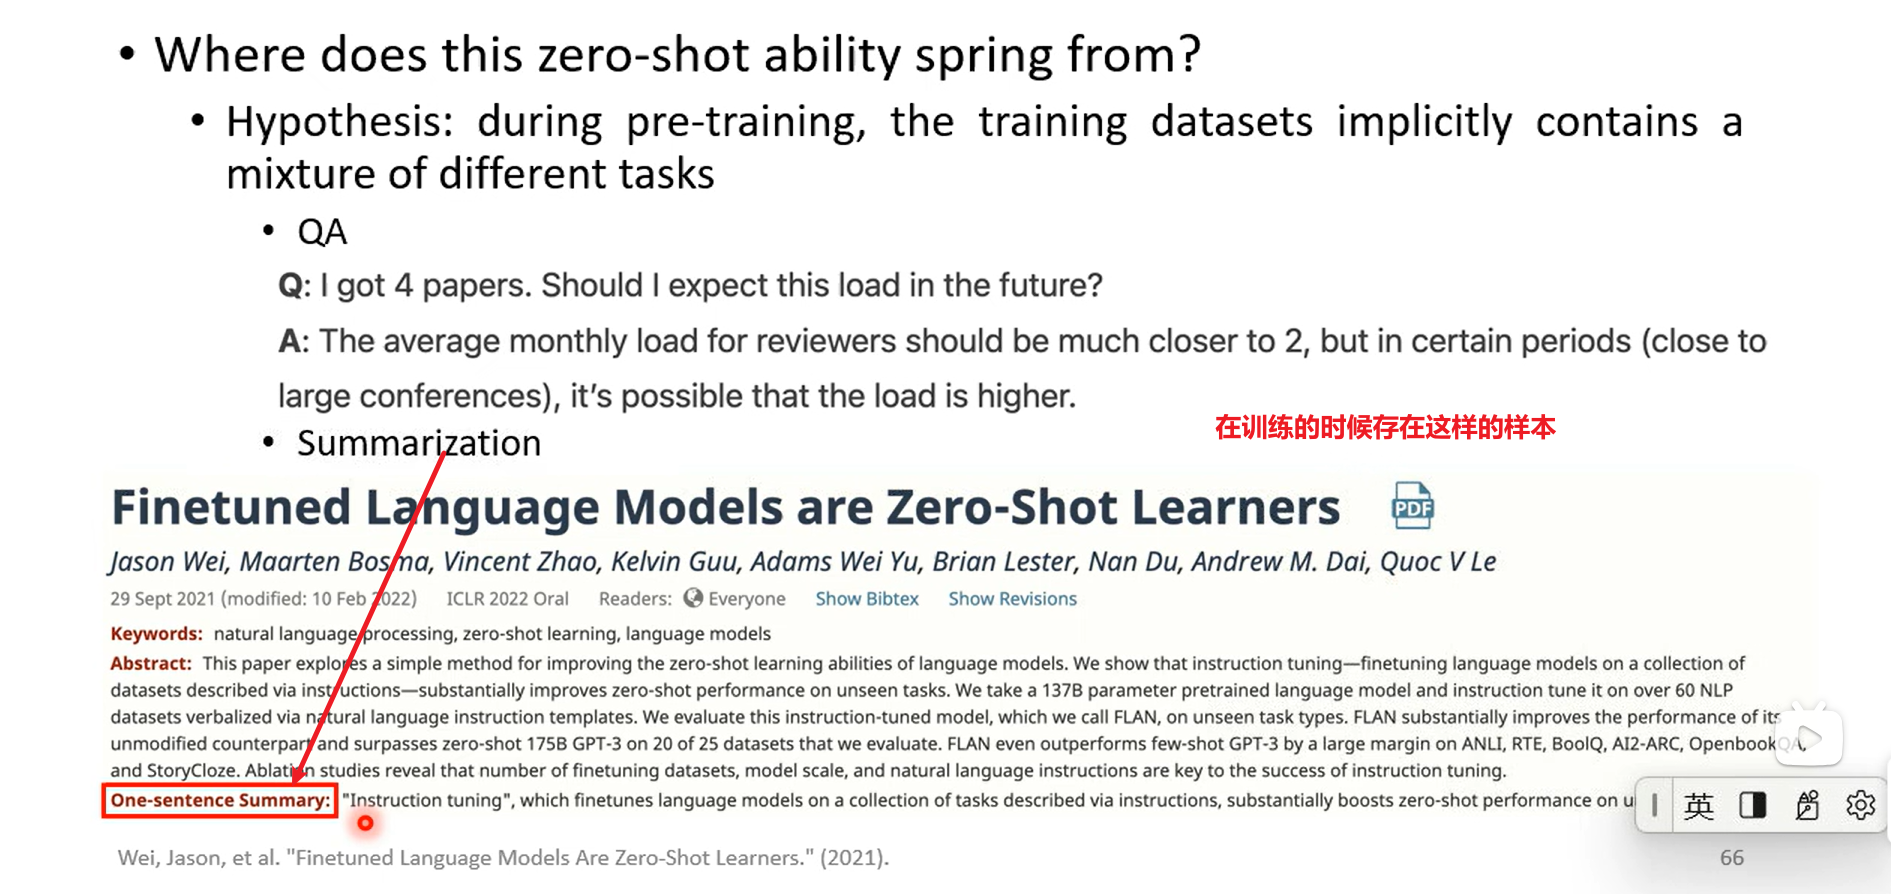 • Where does this zero-shot ability spring from?
• Hypothesis: during pre-training, the training datasets implicitly contains a
mixture of different tasks
• QA
Q: I got 4 papers. Should I expect this load in the future?
A: The average monthly load for reviewers should be much closer to 2, but in certain periods (close to
large conferences), it’s possible that the load is higher.
在训练的时候存在这样的样本
• Summarization
Finetuned Language Models are Zero-Shot Learners
PDF
Jason Wei, Maarten Bosma, Vincent Zhao, Kelvin Guu, Adams Wei Yu, Brian Lester, Nan Du, Andrew M. Dai, Quoc V Le
29 Sept 2021 (modified: 10 Feb 2022) ICLR 2022 Oral Readers: Everyone Show Bibtex Show Revisions
Keywords: natural language processing, zero-shot learning, language models
Abstract: This paper explores a simple method for improving the zero-shot learning abilities of language models. We show that instruction tuning—finetuning language models on a collection of
datasets described via instructions—substantially improves zero-shot performance on unseen tasks. We take a 137B parameter pretrained language model and instruction tune it on over 60 NLP
datasets verbalized via natural language instruction templates. We evaluate this instruction-tuned model, which we call FLAN, on unseen task types. FLAN substantially improves the performance of its
unmodified counterpart and surpasses zero-shot 175B GPT-3 on 20 of 25 datasets that we evaluate. FLAN even outperforms few-shot GPT-3 by a large margin on ANLI, RTE, BoolQ, AI2-ARC, OpenbookQA,
and StoryCloze. Ablation studies reveal that number of finetuning datasets, model scale, and natural language instructions are key to the success of instruction tuning.
One-sentence Summary: "Instruction tuning", which finetunes language models on a collection of tasks described via instructions, substantially boosts zero-shot performance on
英
Wei, Jason, et al. "Finetuned Language Models Are Zero-Shot Learners." (2021).
66